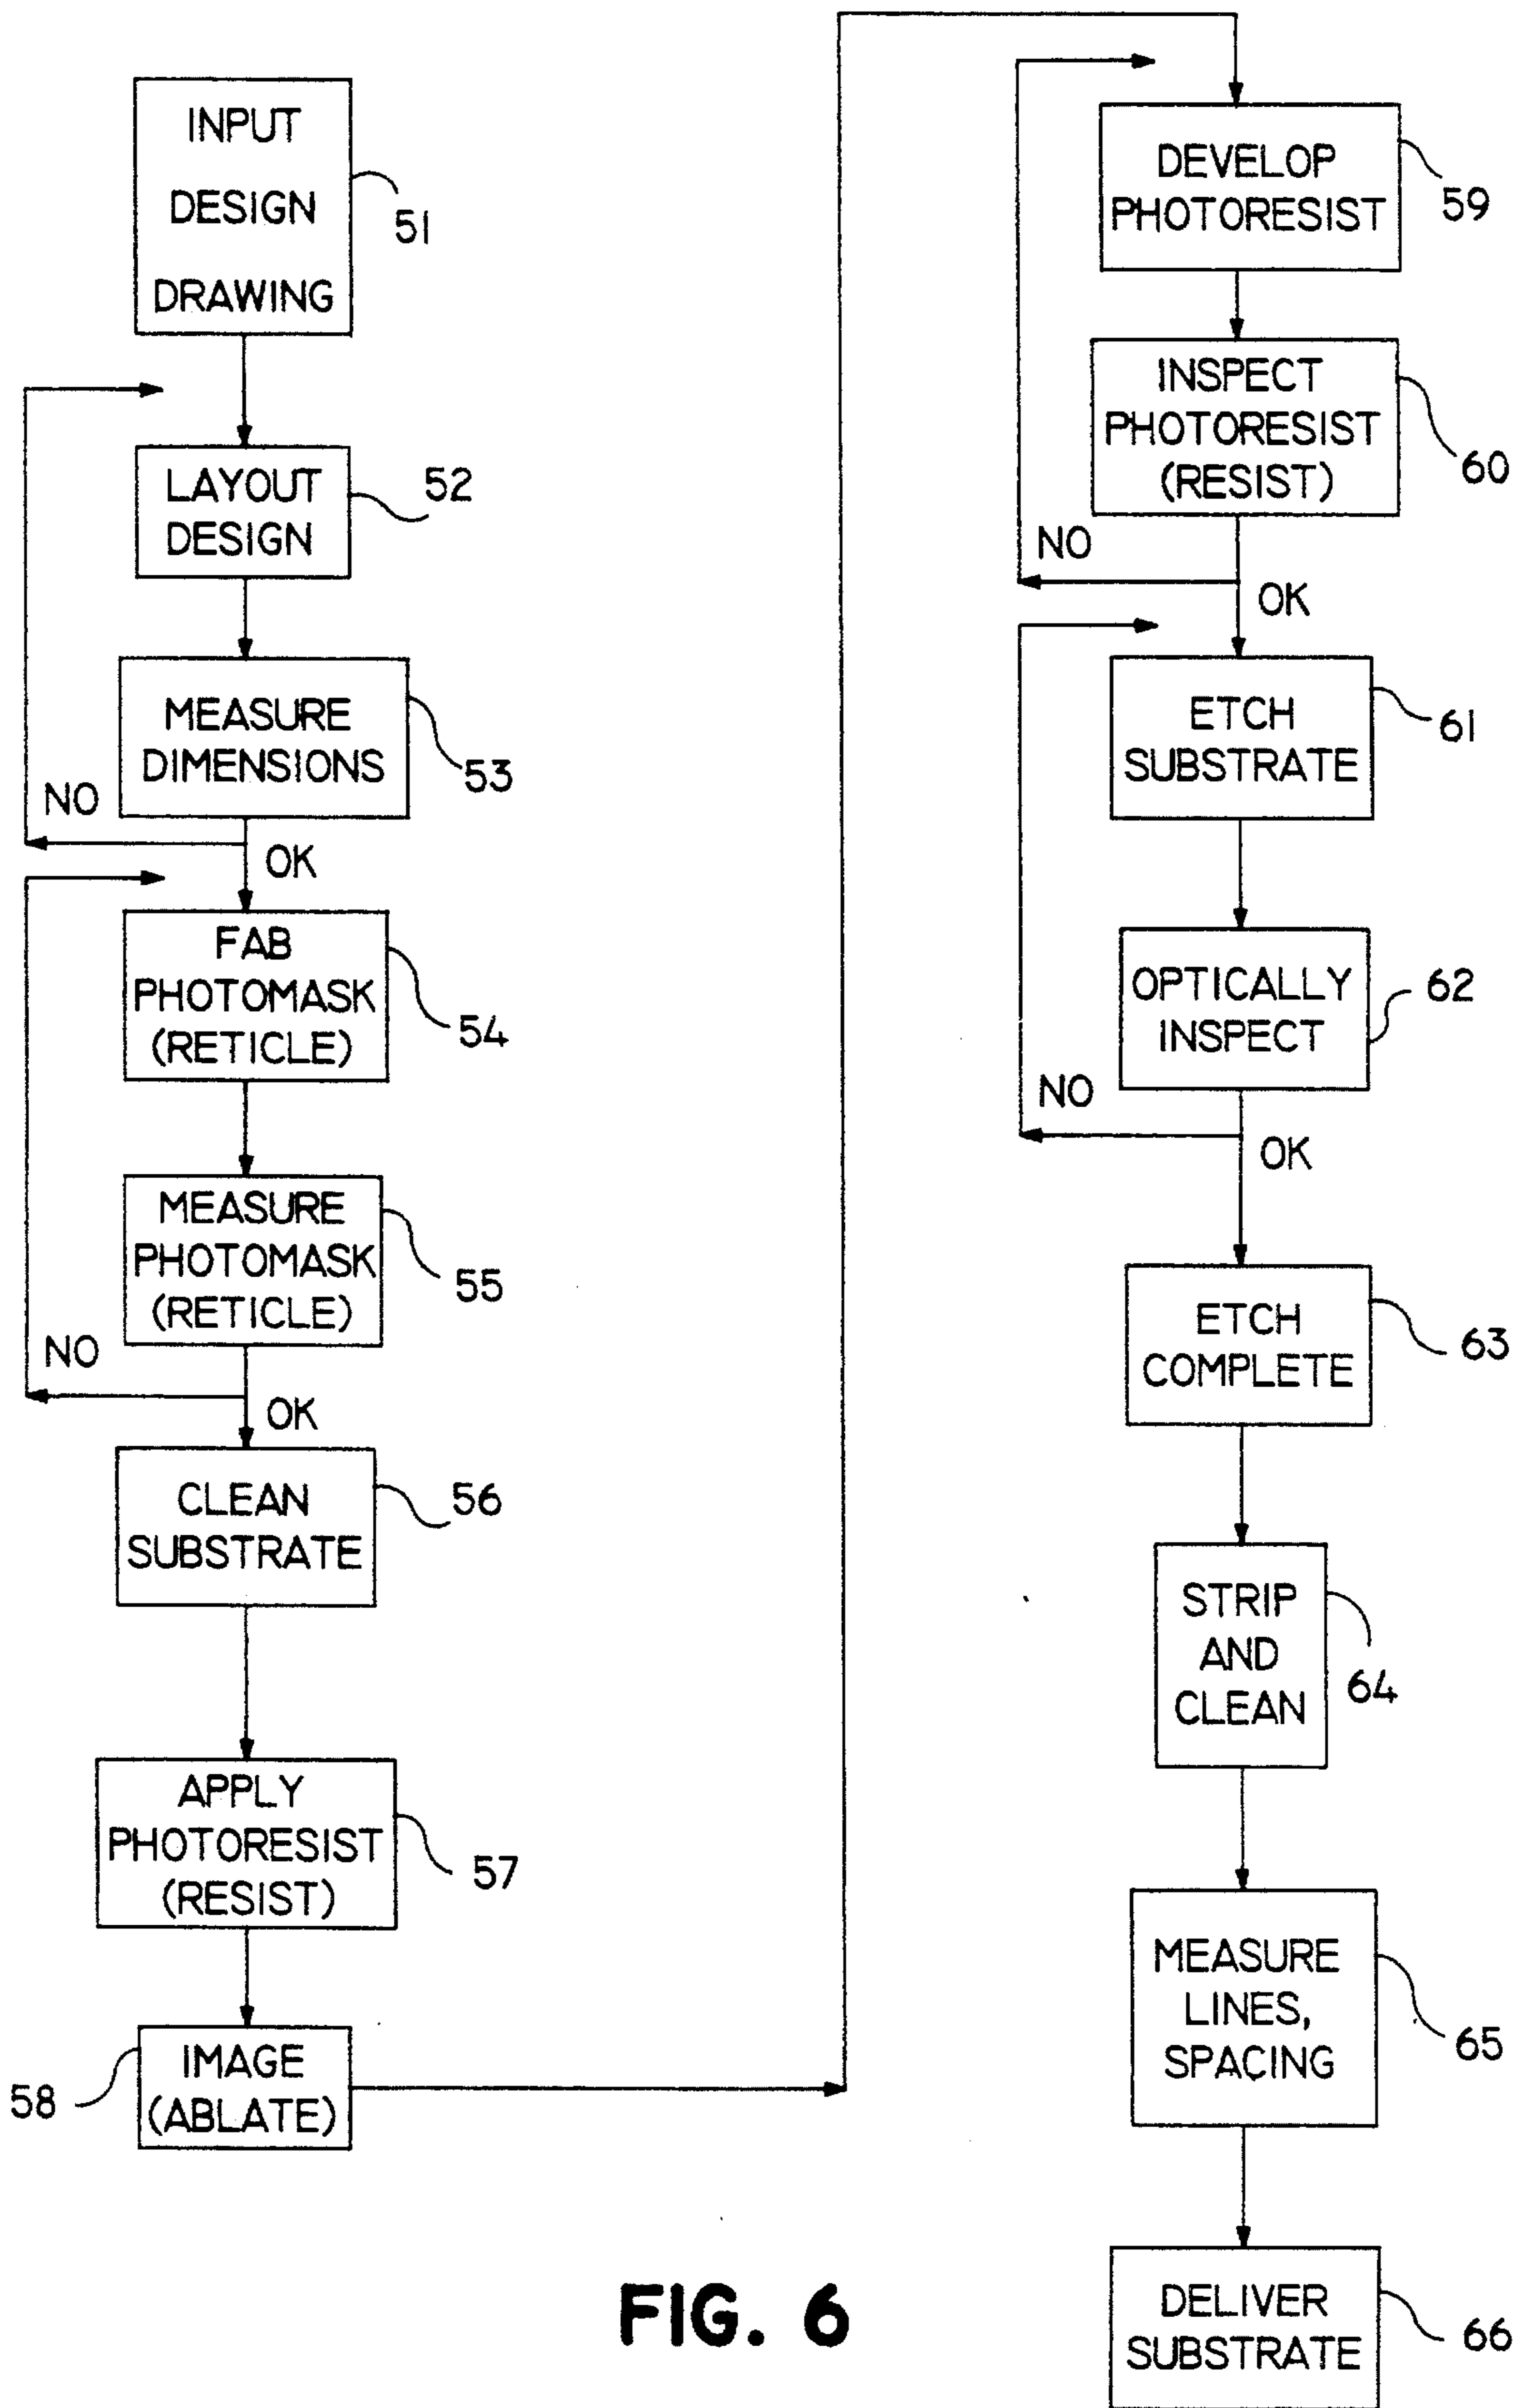 INPUT
DESIGN
DRAWING
51
LAYOUT
DESIGN
52
MEASURE
DIMENSIONS
53
NO
OK
FAB
PHOTOMASK
(RETICLE)
54
MEASURE
PHOTOMASK
(RETICLE)
55
NO
OK
CLEAN
SUBSTRATE
56
APPLY
PHOTORESIST
(RESIST)
57
IMAGE
(ABLATE)
58
DEVELOP
PHOTORESIST
59
INSPECT
PHOTORESIST
(RESIST)
60
NO
OK
ETCH
SUBSTRATE
61
OPTICALLY
INSPECT
62
NO
OK
ETCH
COMPLETE
63
STRIP
AND
CLEAN
64
MEASURE
LINES,
SPACING
65
DELIVER
SUBSTRATE
66
FIG. 6